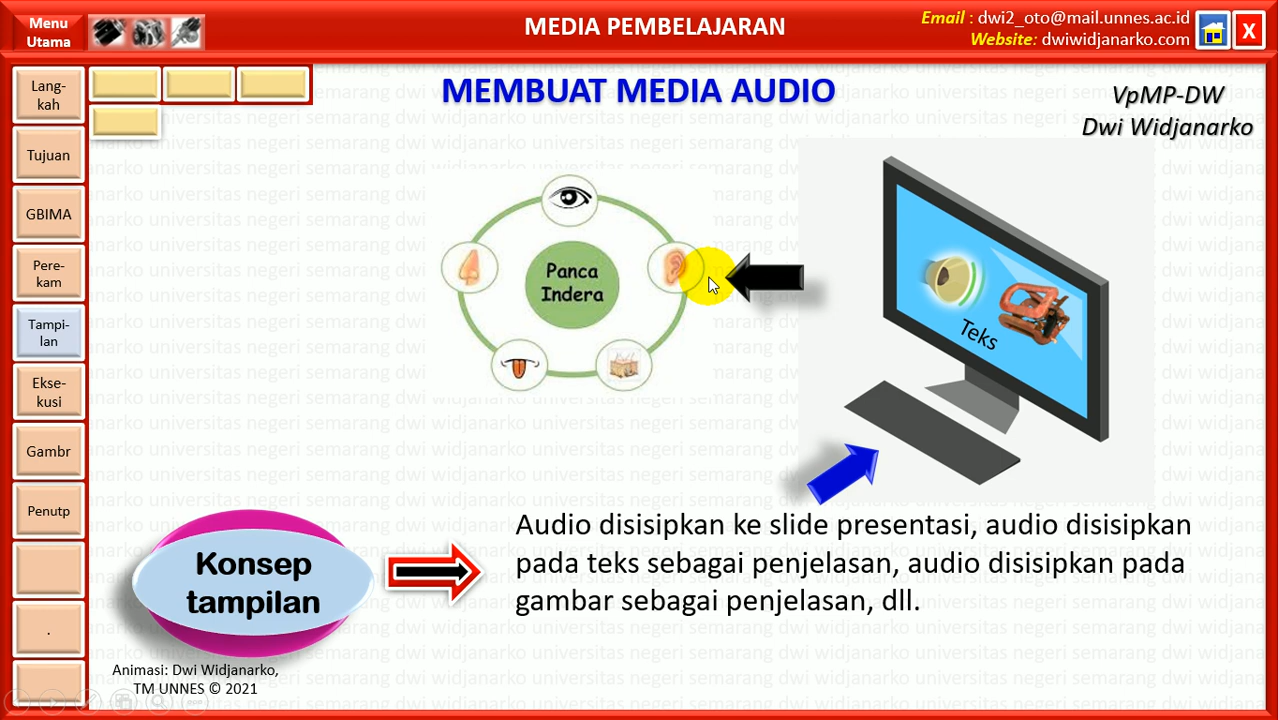 Menu
Utama
MEDIA PEMBELAJARAN
Email : dwi2_oto@mail.unnes.ac.id
Website: dwiwidjanarko.com
X
Lang-
kah
Tujuan
GBIMA
Pere-
kam
Tampi-
lan
Ekse-
kusi
Gambr
Penutp
.
MEMBUAT MEDIA AUDIO
VpMP-DW
Dwi Widjanarko
Panca
Indera
Teks
Konsep
tampilan
Audio disisipkan ke slide presentasi, audio disisipkan
pada teks sebagai penjelasan, audio disisipkan pada
gambar sebagai penjelasan, dll.
Animasi: Dwi Widjanarko,
TM UNNES © 2021